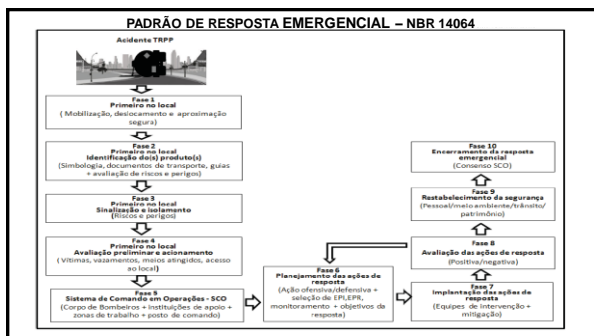 PADRÃO DE RESPOSTA EMERGENCIAL – NBR 14064
Acidente TRPP
Fase 1
Primeiro no local
( Mobilização, deslocamento e aproximação
segura)
Fase 2
Primeiro no local
Identificação do(s) produto(s)
(Simbologia, documentos de transporte, guias
+ avaliação de riscos e perigos)
Fase 3
Primeiro no local
Sinalização e isolamento
(Riscos e perigos)
Fase 4
Primeiro no local
Avaliação preliminar e acionamento
( Vítimas, vazamentos, meios atingidos, acesso
ao local)
Fase 5
Sistema de Comando em Operações - SCO
(Corpo de Bombeiros + Instituições de apoio +
zonas de trabalho + posto de comando)
Fase 6
Planejamento das ações de
resposta
(Ação ofensiva/defensiva +
seleção de EPI,EPR,
monitoramento + objetivos da
resposta)
Fase 7
Implantação das ações de
resposta
(Equipes de intervenção +
mitigação)
Fase 8
Avaliação das ações de resposta
(Positiva/negativa)
Fase 9
Restabelecimento da segurança
(Pessoal/meio ambiente/trânsito/
patrimônio)
Fase 10
Encerramento da resposta
emergencial
(Consenso SCO)